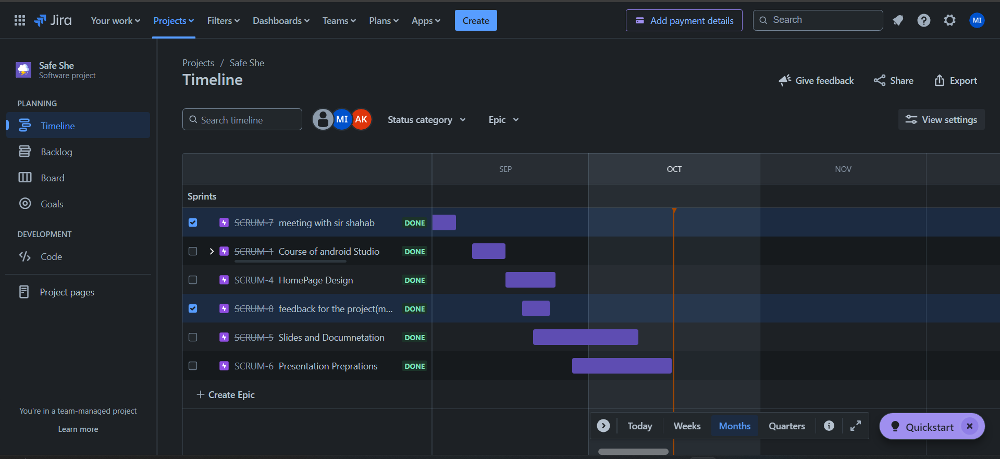 Jira
Your work
Projects
Filters
Dashboards
Teams
Plans
Apps
Create
Add payment details
Search
MI
Safe She
Software project
PLANNING
Timeline
Backlog
Board
Goals
DEVELOPMENT
Code
Project pages
You're in a team-managed project
Learn more
Projects / Safe She
Timeline
Give feedback
Share
Export
Search timeline
MI
AK
Status category
Epic
View settings
SEP
OCT
NOV
Sprints
SCRUM-7 meeting with sir shahab DONE
SCRUM-1 Course of android Studio DONE
SCRUM-4 HomePage Design DONE
SCRUM-8 feedback for the project(m... DONE
SCRUM-5 Slides and Documnetation DONE
SCRUM-6 Presentation Preprations DONE
+ Create Epic
Today
Weeks
Months
Quarters
Quickstart